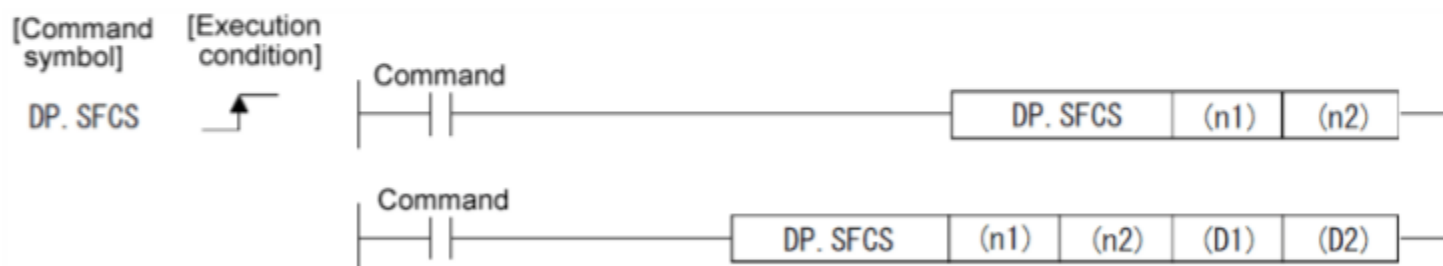 [Command symbol]
[Execution condition]
Command
DP. SFCS
DP. SFCS (n1) (n2)
Command
DP. SFCS (n1) (n2) (D1) (D2)